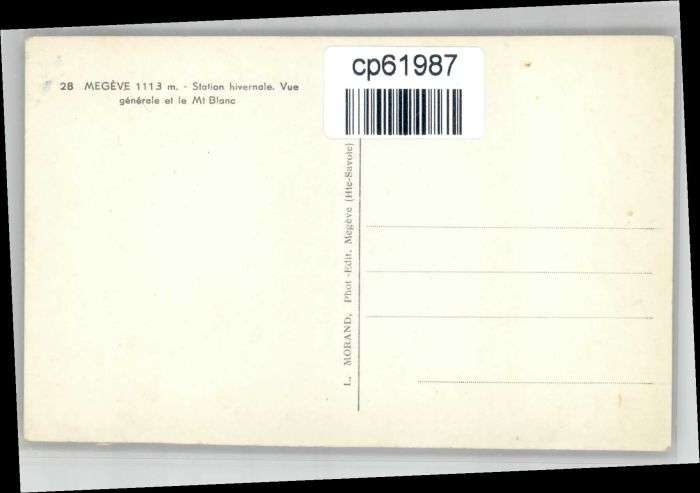 28 MEGÈVE 1113 m. - Station hivernale. Vue
générale et le Mt Blanc
cp61987
L. MORAND, Phot.-Edit. Megève (Hte-Savoie)